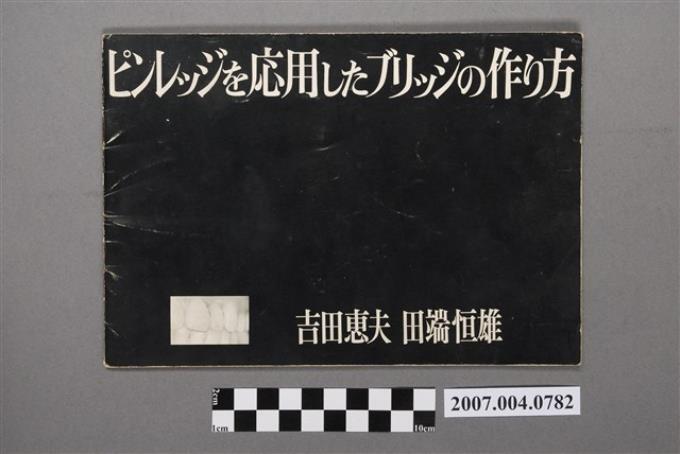 ピンレッジを応用したブリッジの作り方
吉田恵夫 田端恒雄
2cm
1cm 10cm
2007.004.0782